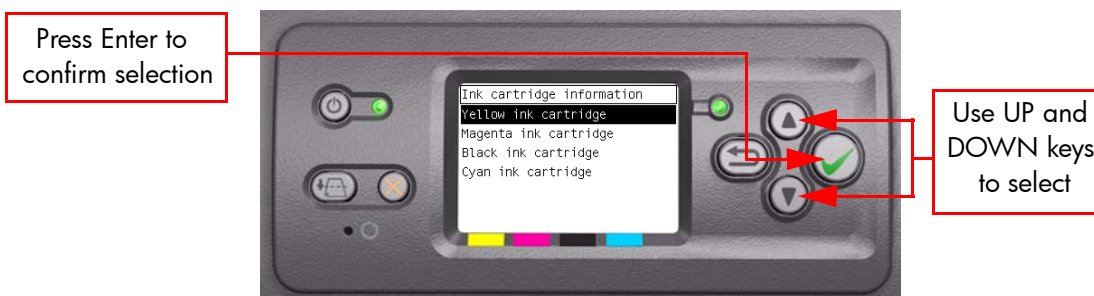 Press Enter to
confirm selection
Ink cartridge information
Yellow ink cartridge
Magenta ink cartridge
Black ink cartridge
Cyan ink cartridge
Use UP and
DOWN keys
to select